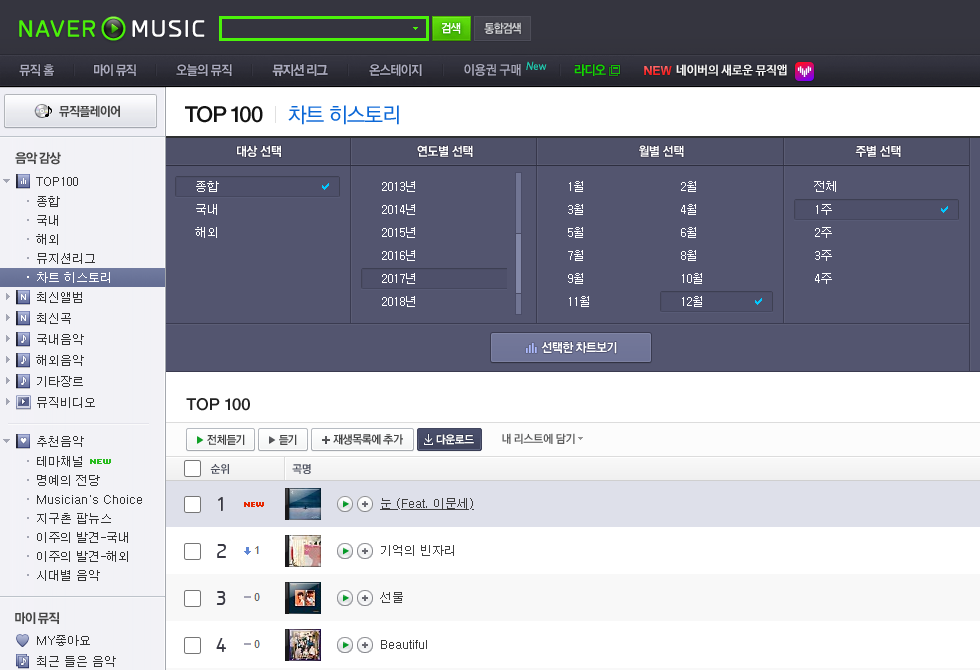 NAVER MUSIC 검색 통합검색
뮤직 홈 마이 뮤직 오늘의 뮤직 뮤지션 리그 온스테이지 이용권 구매 New 라디오 NEW 네이버의 새로운 뮤직앱
뮤직플레이어
음악 감상
TOP100
종합
국내
해외
뮤지션리그
차트 히스토리
최신앨범
최신곡
국내음악
해외음악
기타장르
뮤직비디오
추천음악
테마채널 NEW
명예의 전당
Musician's Choice
지구촌 팝뉴스
이주의 발견-국내
이주의 발견-해외
시대별 음악
마이 뮤직
MY좋아요
최근 들은 음악
TOP 100 차트 히스토리
대상 선택 연도별 선택 월별 선택 주별 선택
종합 2013년 1월 2월 전체
국내 2014년 3월 4월 1주
해외 2015년 5월 6월 2주
2016년 7월 8월 3주
2017년 9월 10월 4주
2018년 11월 12월
선택한 차트보기
TOP 100
전체듣기 듣기 재생목록에 추가 다운로드 내 리스트에 담기
순위 곡명
1 NEW 눈 (Feat. 이문세)
2 1 기억의 빈자리
3 0 선물
4 0 Beautiful